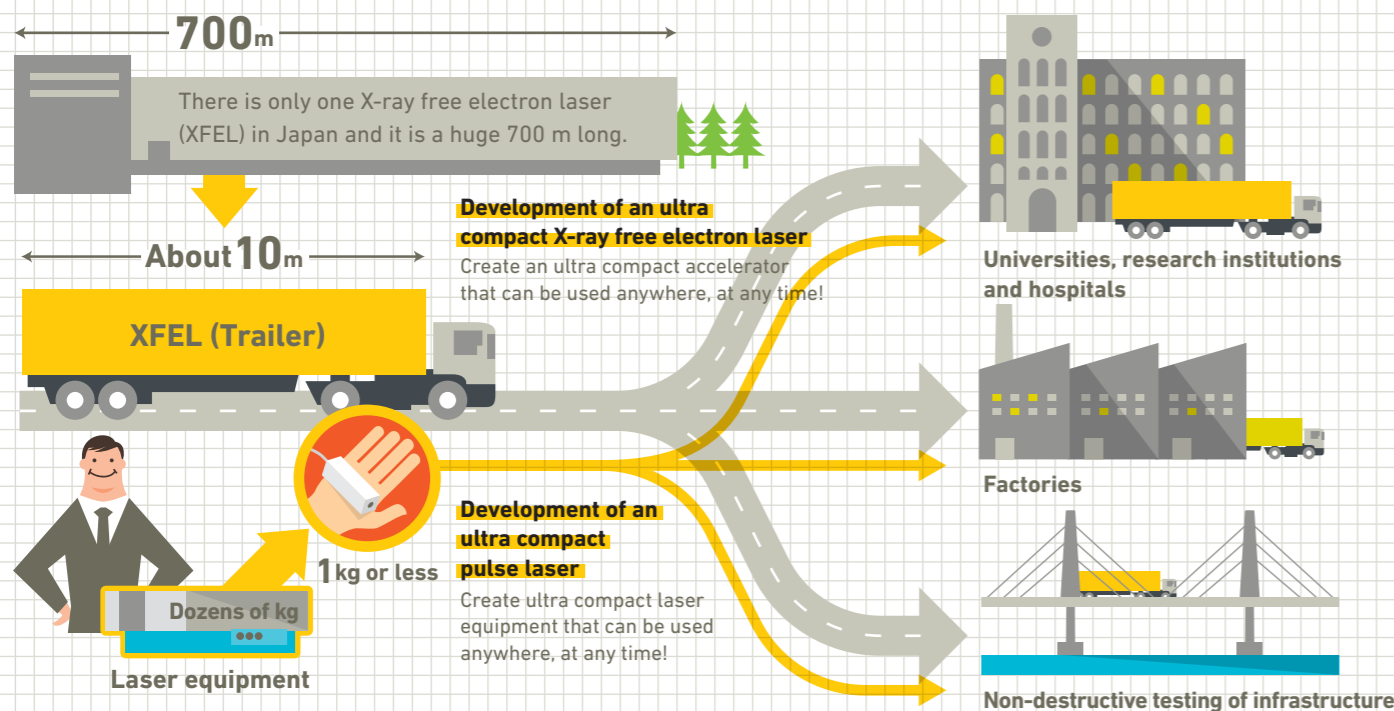 700m
There is only one X-ray free electron laser
(XFEL) in Japan and it is a huge 700 m long.
About 10m
XFEL (Trailer)
Development of an ultra
compact X-ray free electron laser
Create an ultra compact accelerator
that can be used anywhere, at any time!
Universities, research institutions
and hospitals
Factories
1kg or less
Dozens of kg
Laser equipment
Development of an
ultra compact
pulse laser
Create ultra compact laser
equipment that can be used
anywhere, at any time!
Non-destructive testing of infrastructure